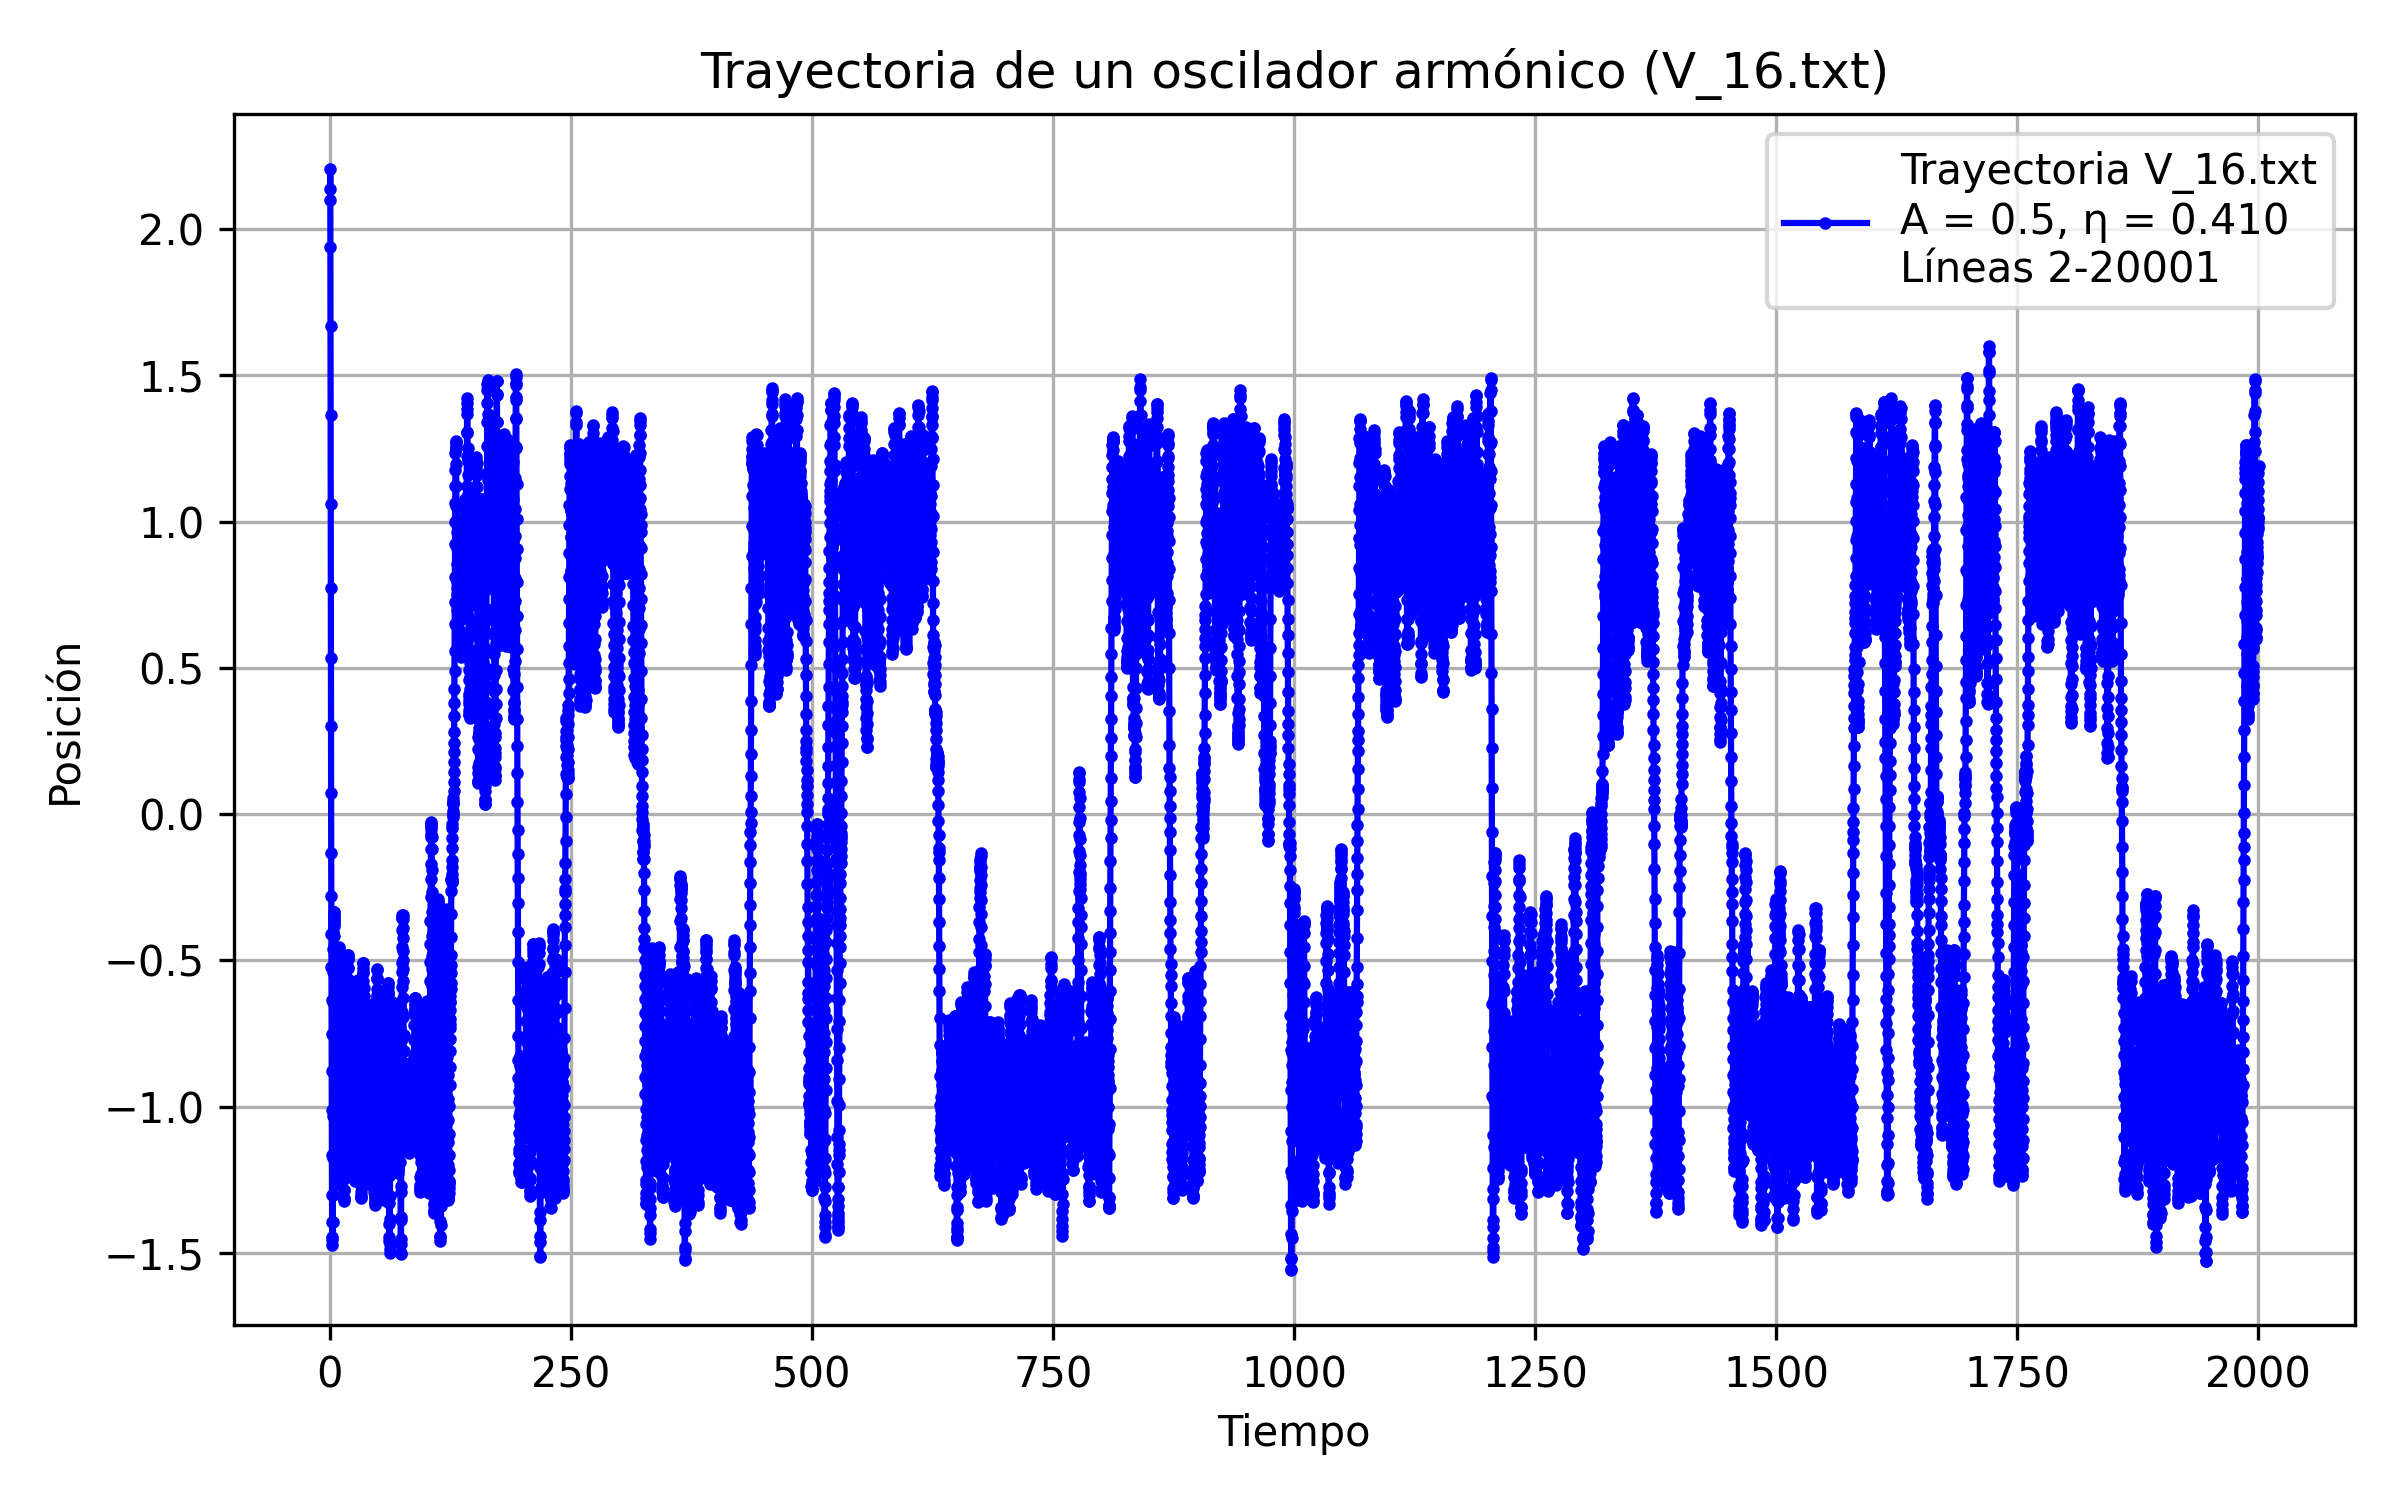 Trayectoria de un oscilador armónico (V_16.txt)
Trayectoria V_16.txt
A = 0.5, η = 0.410
Líneas 2-20001
2.0
1.5
1.0
0.5
0.0
−0.5
−1.0
−1.5
Posición
0 250 500 750 1000 1250 1500 1750 2000
Tiempo